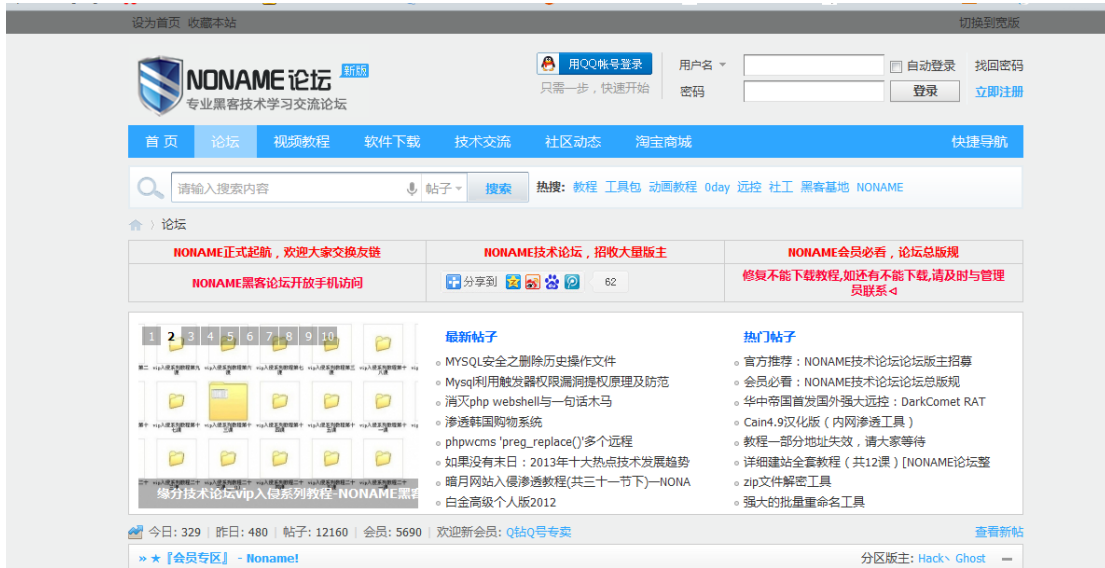 设为首页 收藏本站 切换到宽版
NONAME论坛 新版
专业黑客技术学习交流论坛
用QQ帐号登录
只需一步，快速开始
用户名 自动登录 找回密码
密码 登录 立即注册
首页 论坛 视频教程 软件下载 技术交流 社区动态 淘宝商城 快捷导航
请输入搜索内容 帖子 搜索 热搜: 教程 工具包 动画教程 0day 远控 社工 黑客基地 NONAME
论坛
NONAME正式起航，欢迎大家交换友链 NONAME技术论坛，招收大量版主 NONAME会员必看，论坛总版规
NONAME黑客论坛开放手机访问 分享到 62 修复不能下载教程,如还有不能下载,请及时与管理
员联系
1 2 3 4 5 6 7 8 9 10
缘分技术论坛vip入侵系列教程-NONAME黑客
最新帖子
MYSQL安全之删除历史操作文件
Mysql利用触发器权限漏洞提权原理及防范
消灭php webshell与一句话木马
渗透韩国购物系统
phpwcms 'preg_replace()'多个远程
如果没有末日：2013年十大热点技术发展趋势
暗月网站入侵渗透教程(共三十一节下)—NONA
白金高级个人版2012
热门帖子
官方推荐：NONAME技术论坛论坛版主招募
会员必看：NONAME技术论坛论坛总版规
华中帝国首发国外强大远控：DarkComet RAT
Cain4.9汉化版（内网渗透工具）
教程一部分地址失效，请大家等待
详细建站全套教程（共12课）[NONAME论坛整
zip文件解密工具
强大的批量重命名工具
今日: 329 | 昨日: 480 | 帖子: 12160 | 会员: 5690 | 欢迎新会员: Q钻Q号专卖 查看新帖
» ★『会员专区』 - Noname! 分区版主: Hack、Ghost